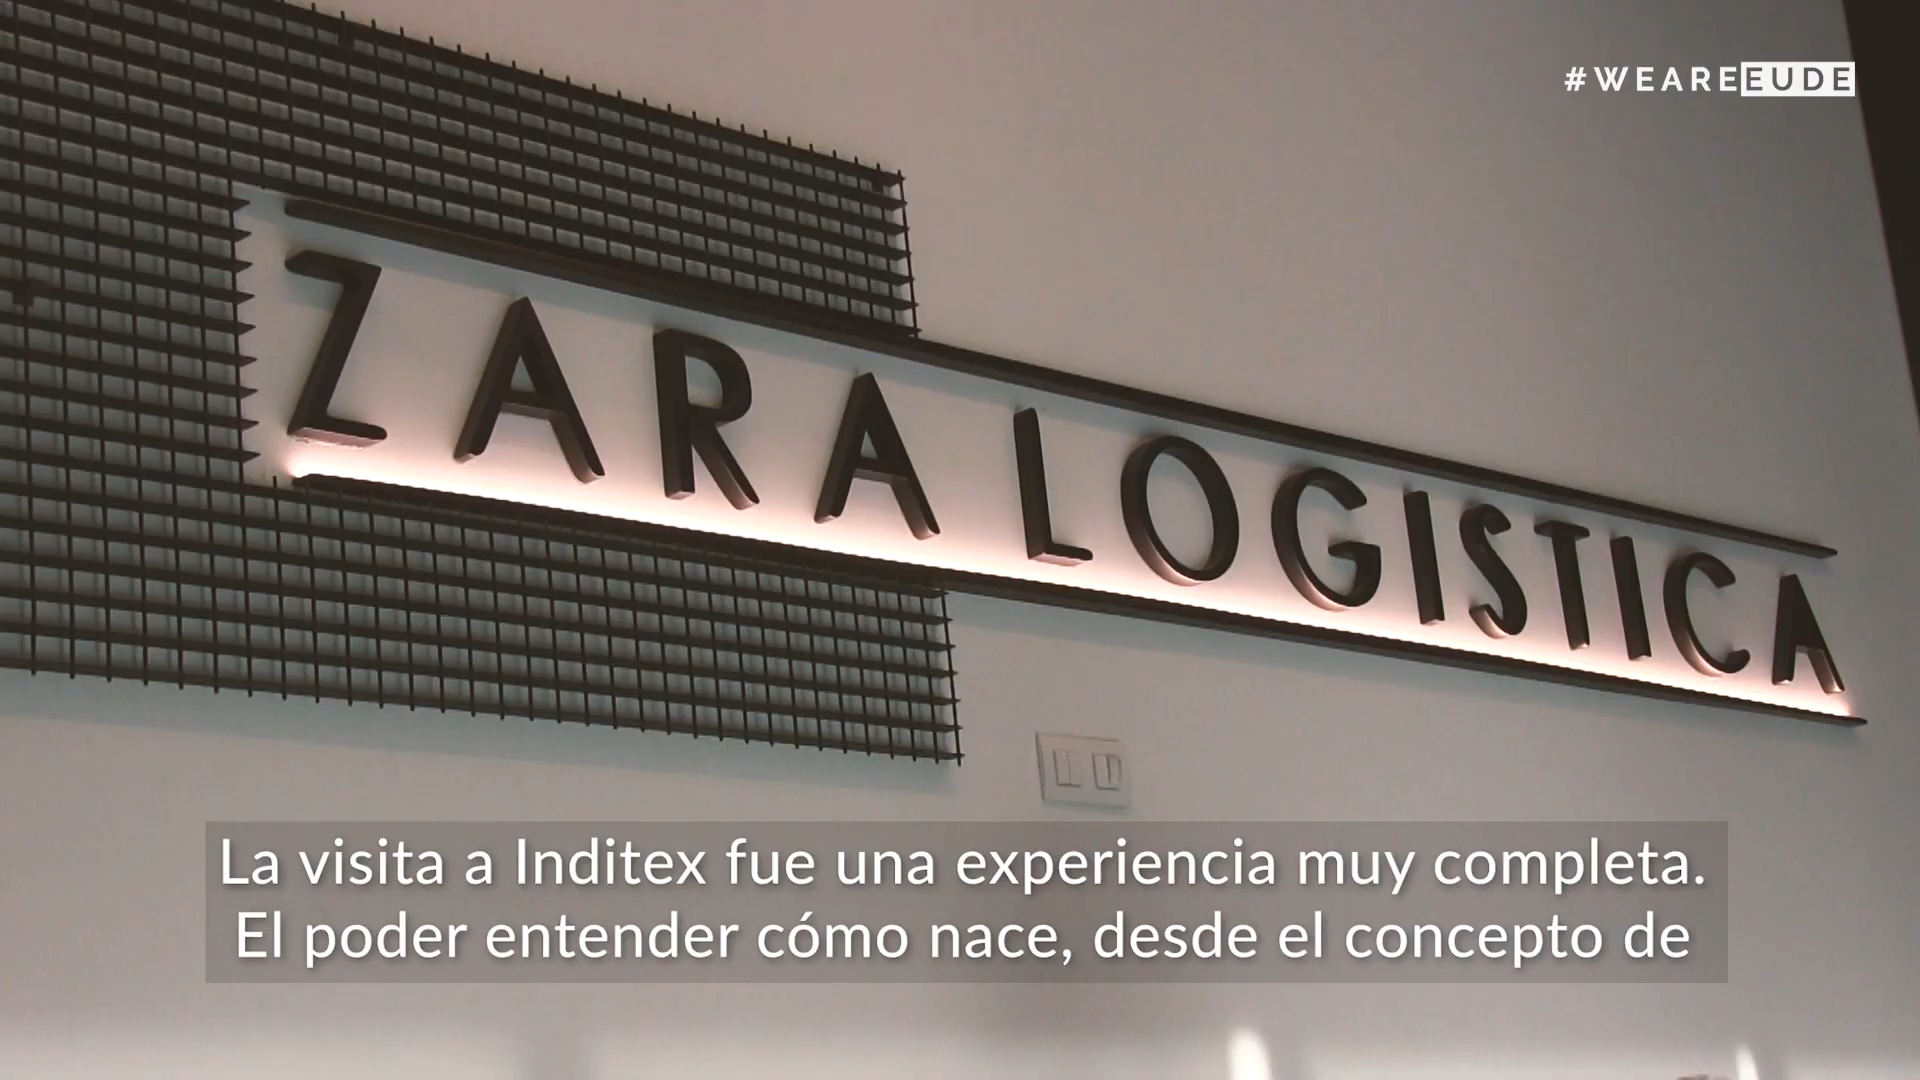 #WEAREEUDE
ZARA LOGISTICA
La visita a Inditex fue una experiencia muy completa.
El poder entender cómo nace, desde el concepto de